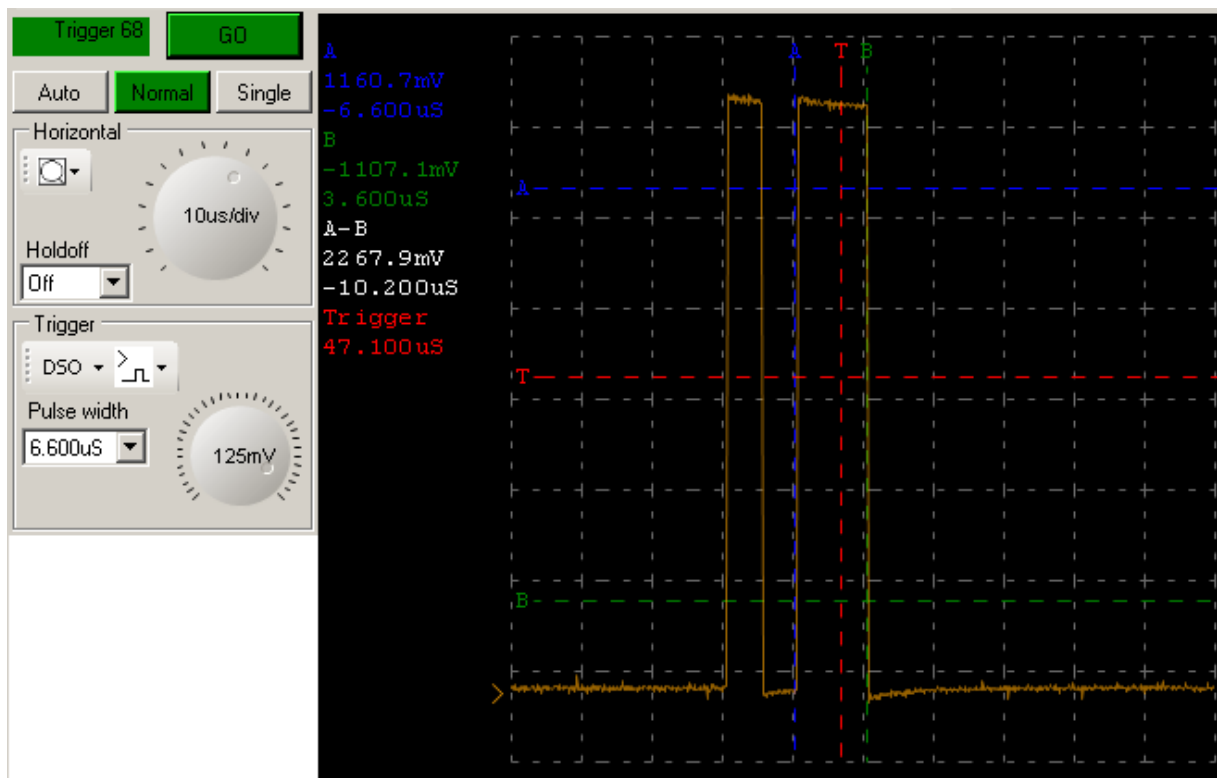 Trigger 68
GO
Auto
Normal
Single
Horizontal
10us/div
Holdoff
Off
Trigger
DSO
Pulse width
6.600uS
125mV
A
1160.7mV
-6.600uS
B
-1107.1mV
3.600uS
A-B
2267.9mV
-10.200uS
Trigger
47.100uS
A T B
A
T
B